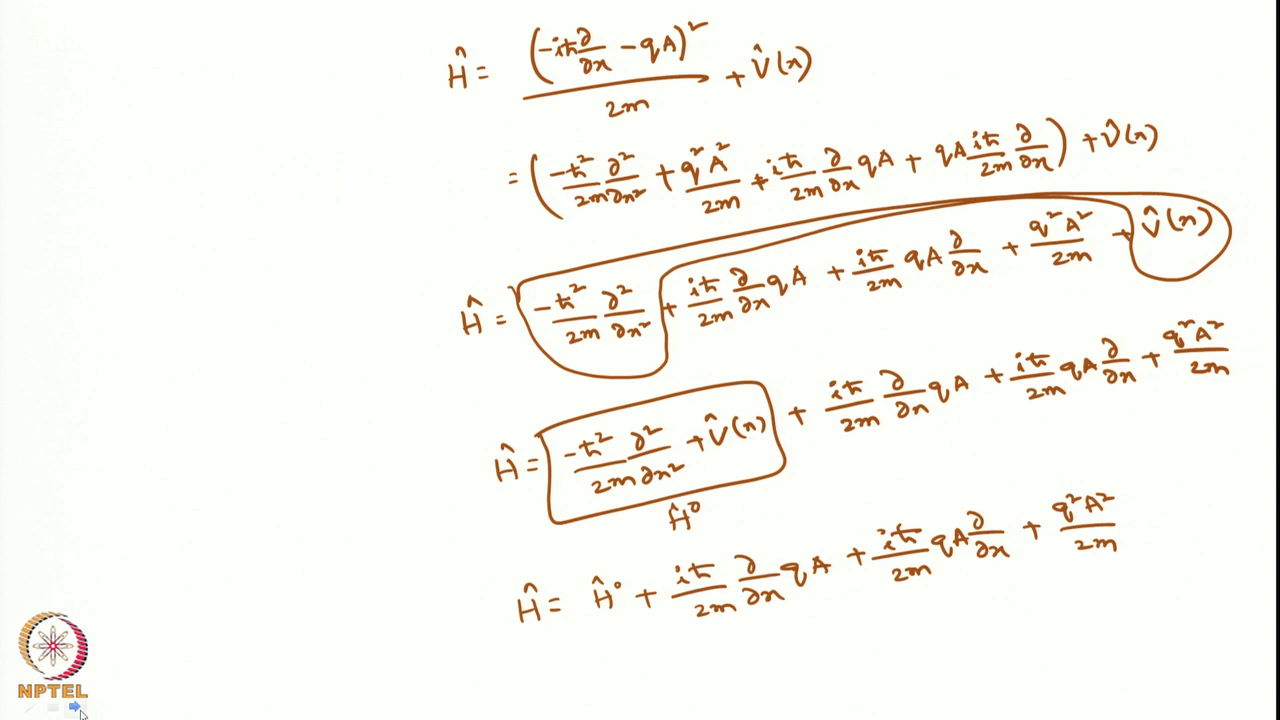 Ĥ = (-iħ ∂/∂x - qA)² / 2m + V̂(x)
= (-ħ²/2m ∂²/∂x² + q²A²/2m + iħ/2m ∂/∂x qA + qA iħ/2m ∂/∂x) + V̂(x)
Ĥ = -ħ²/2m ∂²/∂x² + iħ/2m ∂/∂x qA + iħ/2m qA ∂/∂x + q²A²/2m + V̂(x)
Ĥ = -ħ²/2m ∂²/∂x² + V̂(x) + iħ/2m ∂/∂x qA + iħ/2m qA ∂/∂x + q²A²/2m
Ĥ⁰
Ĥ = Ĥ⁰ + iħ/2m ∂/∂x qA + iħ/2m qA ∂/∂x + q²A²/2m
NPTEL